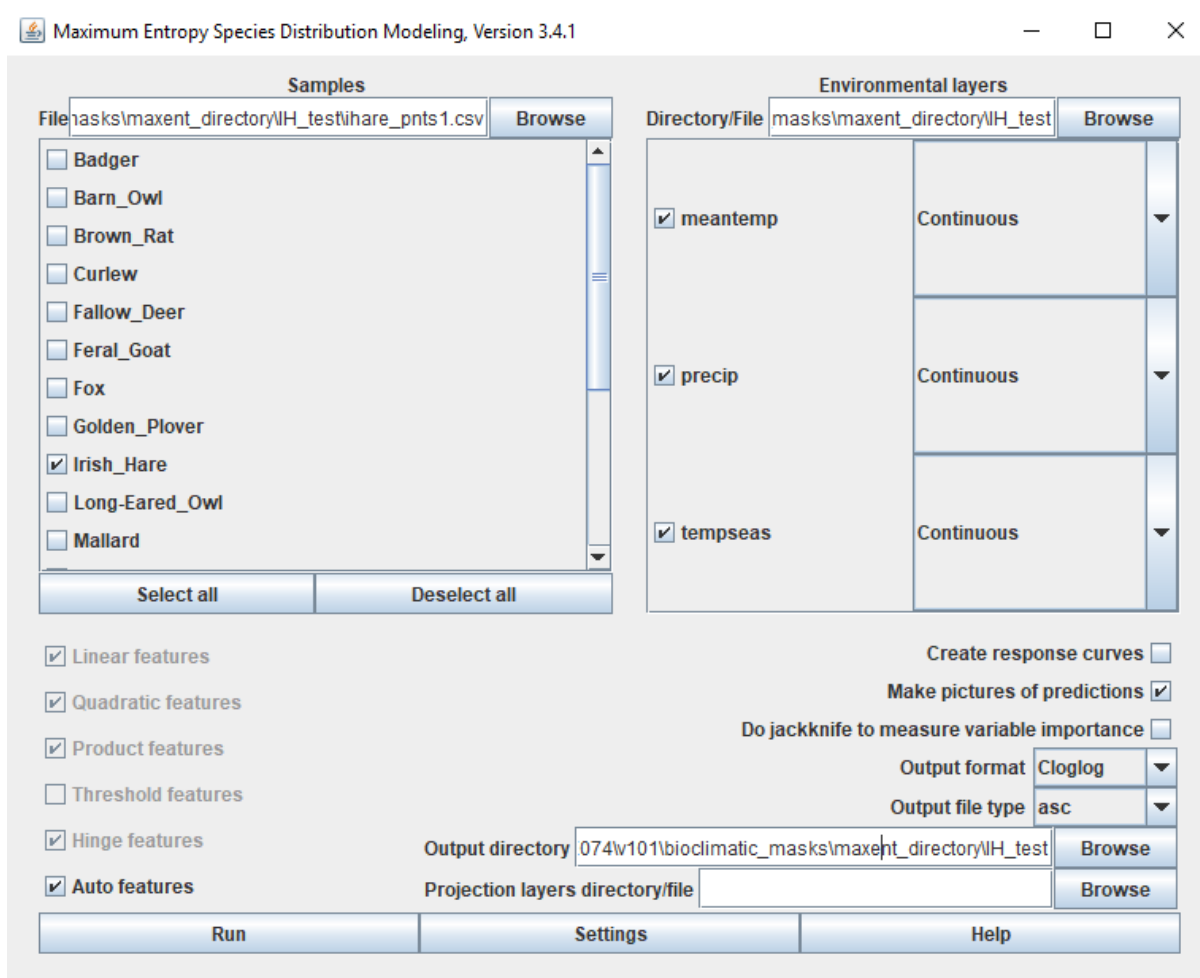 Maximum Entropy Species Distribution Modeling, Version 3.4.1
Samples
File nasks\maxent_directory\IH_test\ihare_pnts1.csv Browse
Badger
Barn_Owl
Brown_Rat
Curlew
Fallow_Deer
Feral_Goat
Fox
Golden_Plover
Irish_Hare
Long-Eared_Owl
Mallard
Select all Deselect all
Environmental layers
Directory/File masks\maxent_directory\IH_test Browse
meantemp Continuous
precip Continuous
tempseas Continuous
Linear features
Quadratic features
Product features
Threshold features
Hinge features
Auto features
Create response curves
Make pictures of predictions
Do jackknife to measure variable importance
Output format Cloglog
Output file type asc
Output directory 074\v101\bioclimatic_masks\maxent_directory\IH_test Browse
Projection layers directory/file Browse
Run Settings Help